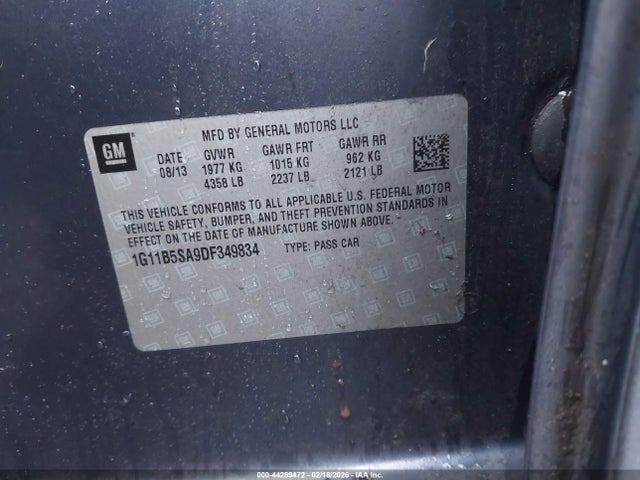 GM
MFD BY GENERAL MOTORS LLC
DATE GVWR GAWR FRT GAWR RR
08/13 1977 KG 1015 KG 962 KG
4358 LB 2237 LB 2121 LB
THIS VEHICLE CONFORMS TO ALL APPLICABLE U.S. FEDERAL MOTOR
VEHICLE SAFETY, BUMPER, AND THEFT PREVENTION STANDARDS IN
EFFECT ON THE DATE OF MANUFACTURE SHOWN ABOVE.
1G11B5SA9DF349834 TYPE: PASS CAR
000-44289472 - 02/18/2026 - IAAI.COM